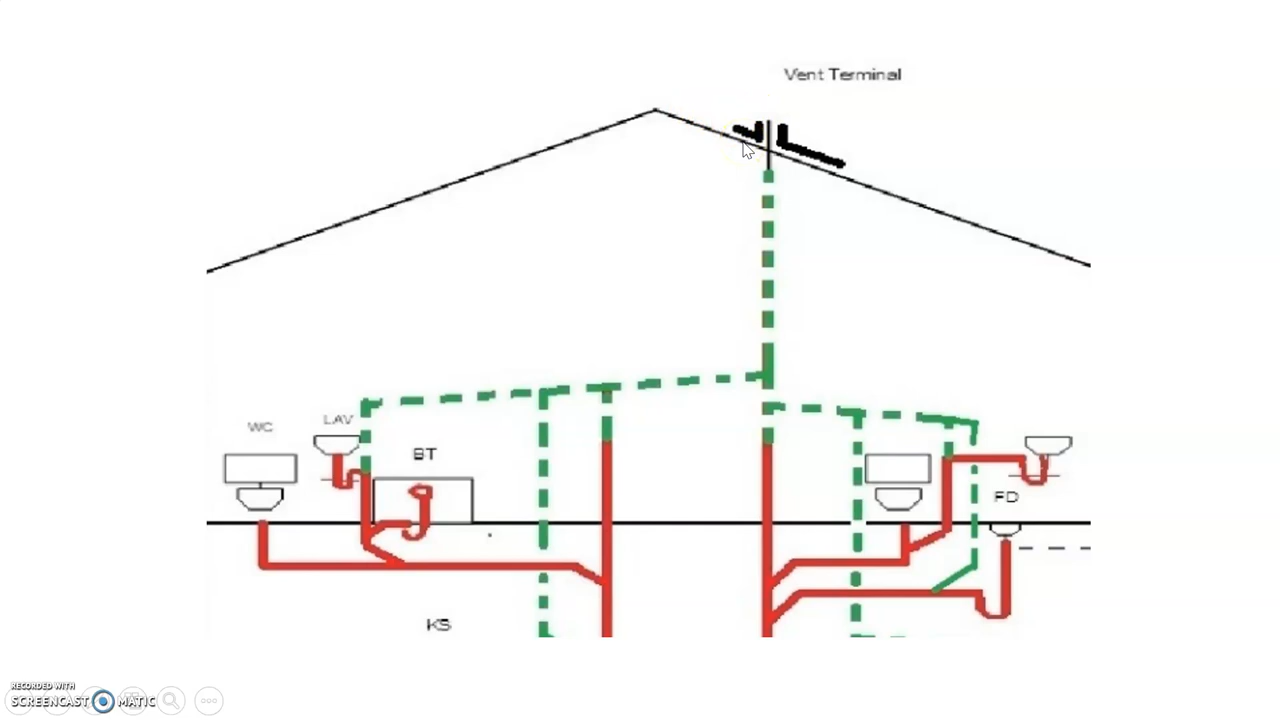 Vent Terminal
WC
LAV
BT
FD
KS
RECORDED WITH
SCREENCAST MATIC